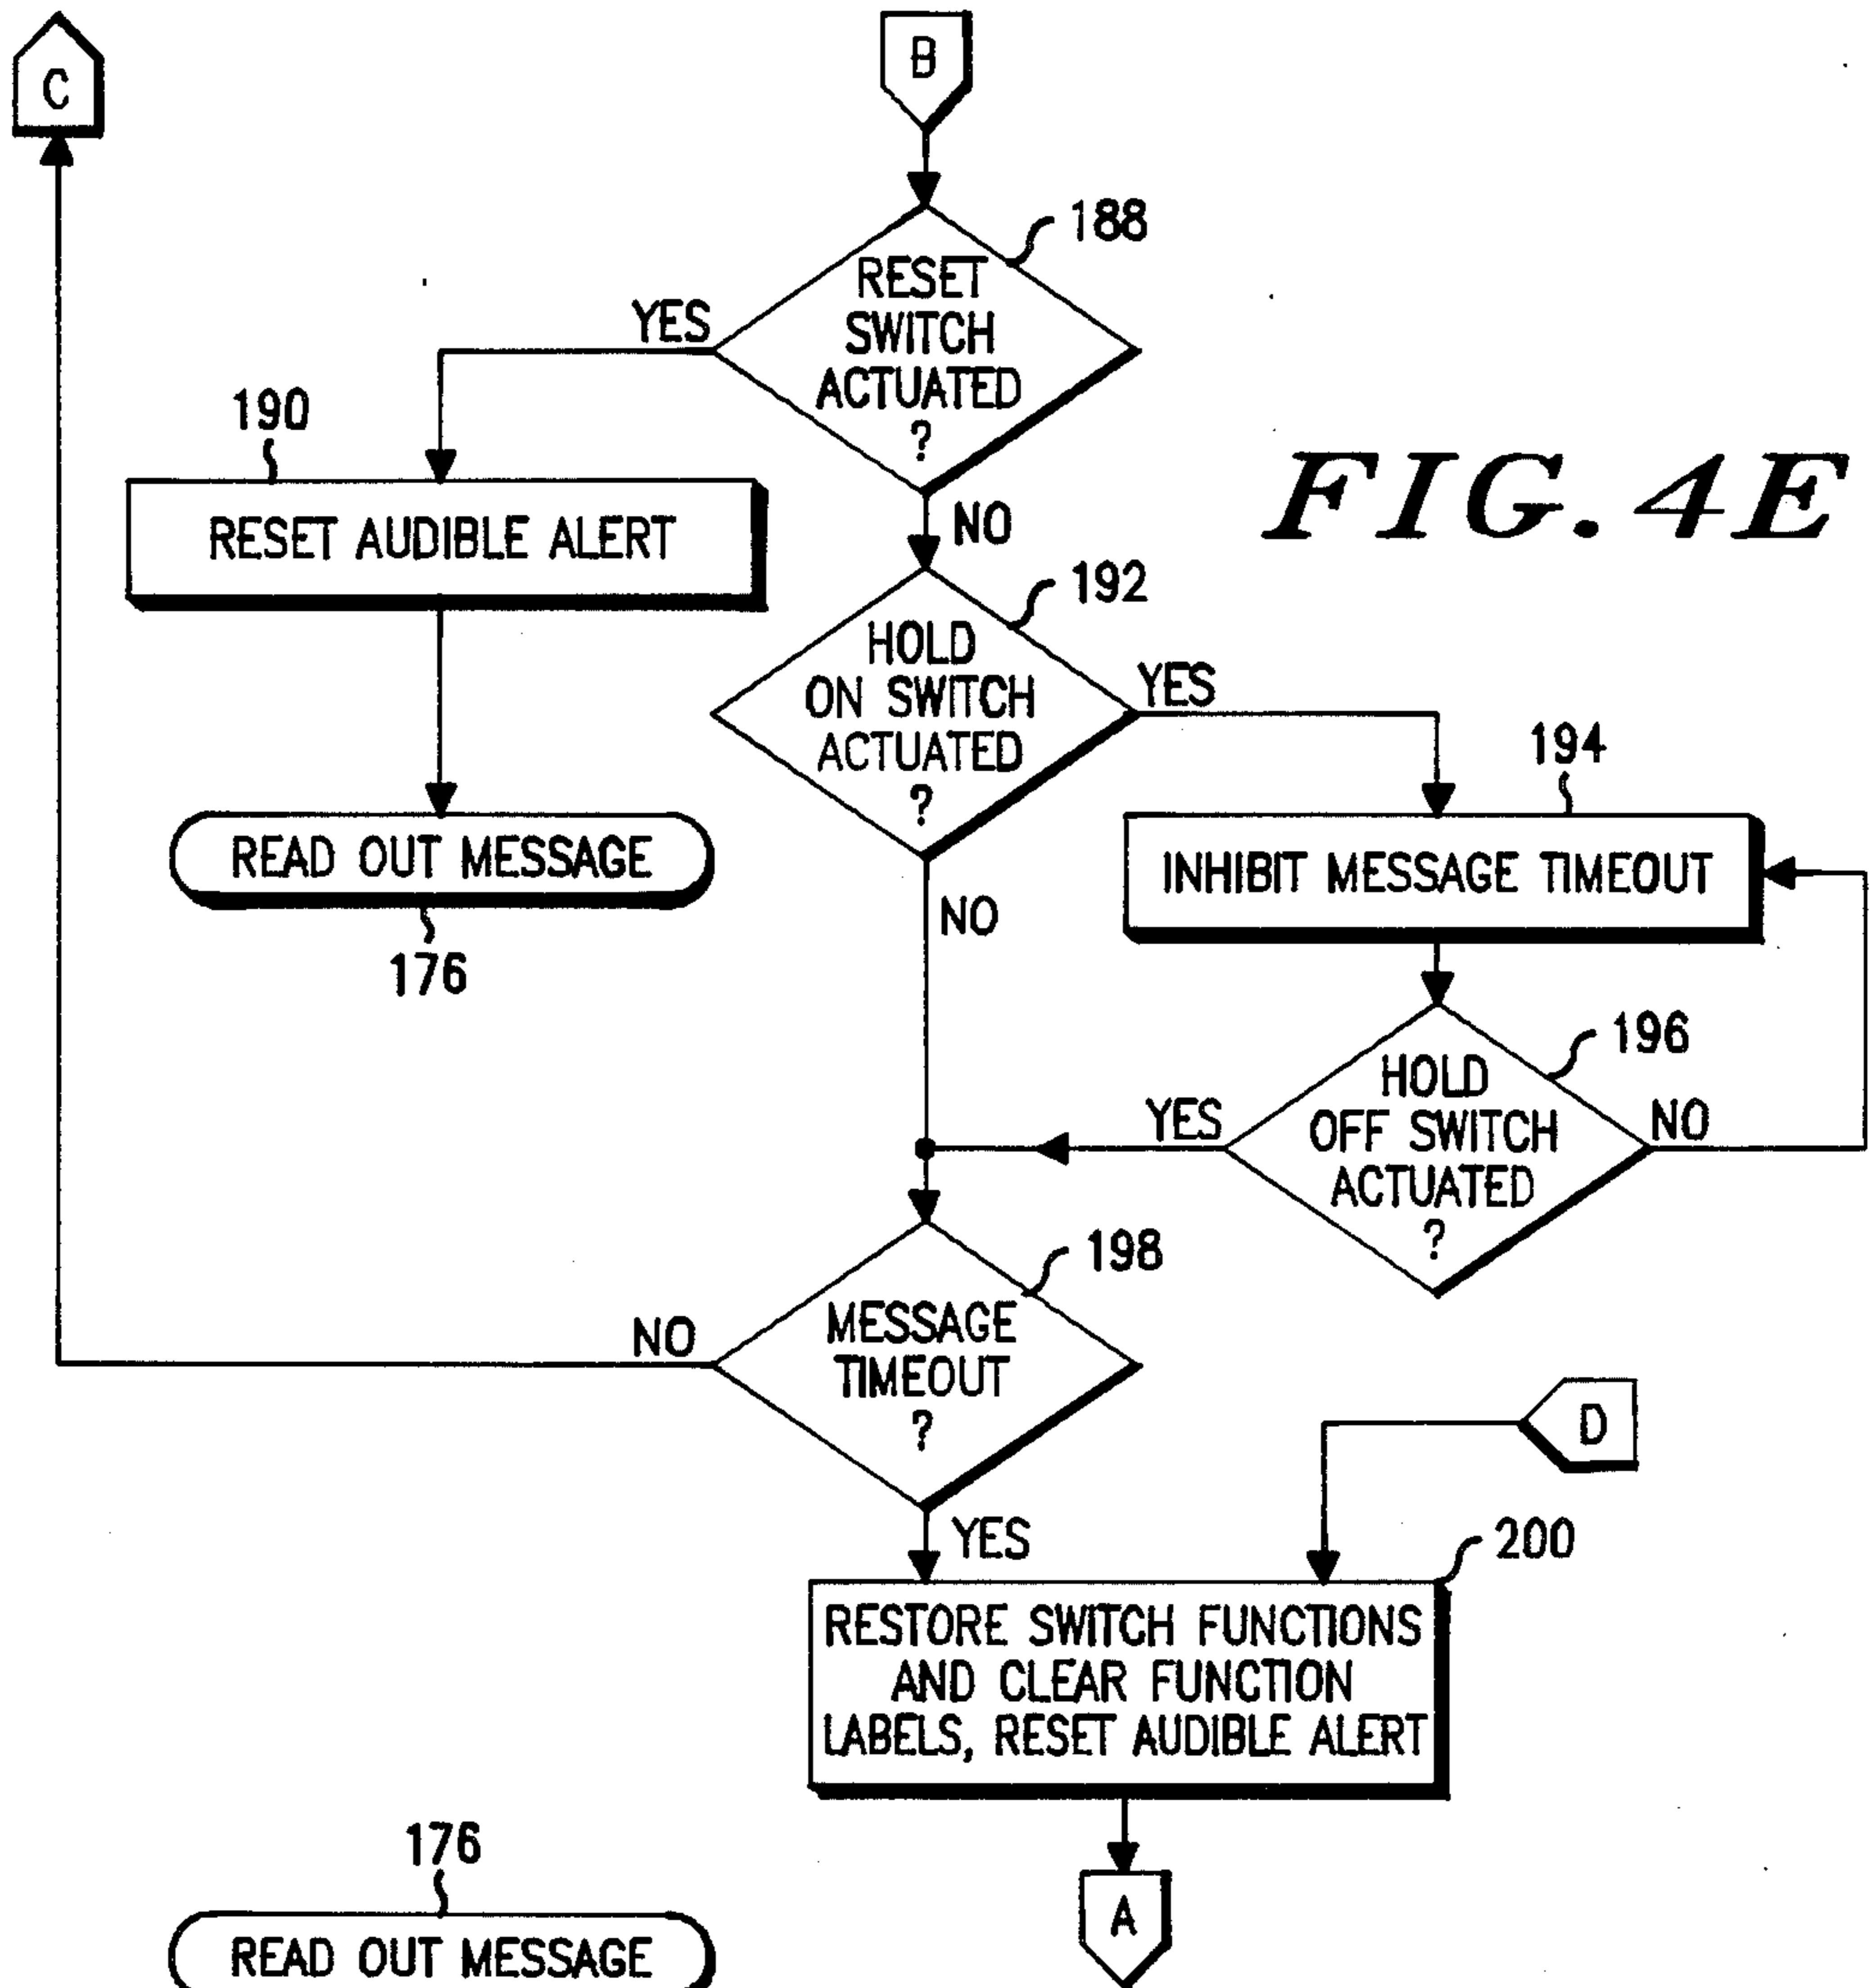 C
B
188
RESET
SWITCH
ACTUATED
?
YES
NO
190
RESET AUDIBLE ALERT
FIG. 4E
192
HOLD
ON SWITCH
ACTUATED
?
YES
NO
READ OUT MESSAGE
176
194
INHIBIT MESSAGE TIMEOUT
196
HOLD
OFF SWITCH
ACTUATED
?
YES
NO
198
MESSAGE
TIMEOUT
?
NO
YES
D
200
RESTORE SWITCH FUNCTIONS
AND CLEAR FUNCTION
LABELS, RESET AUDIBLE ALERT
A
176
READ OUT MESSAGE